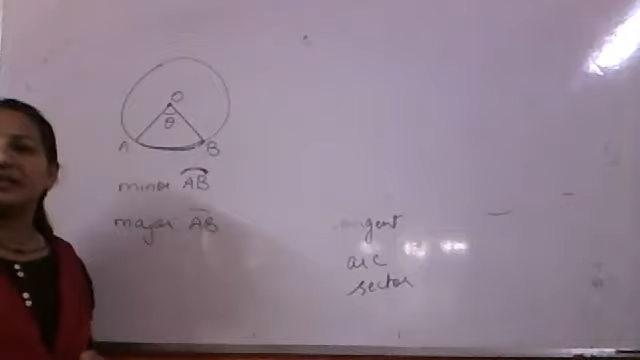 O
θ
A B
minor AB
major AB
arc
sector